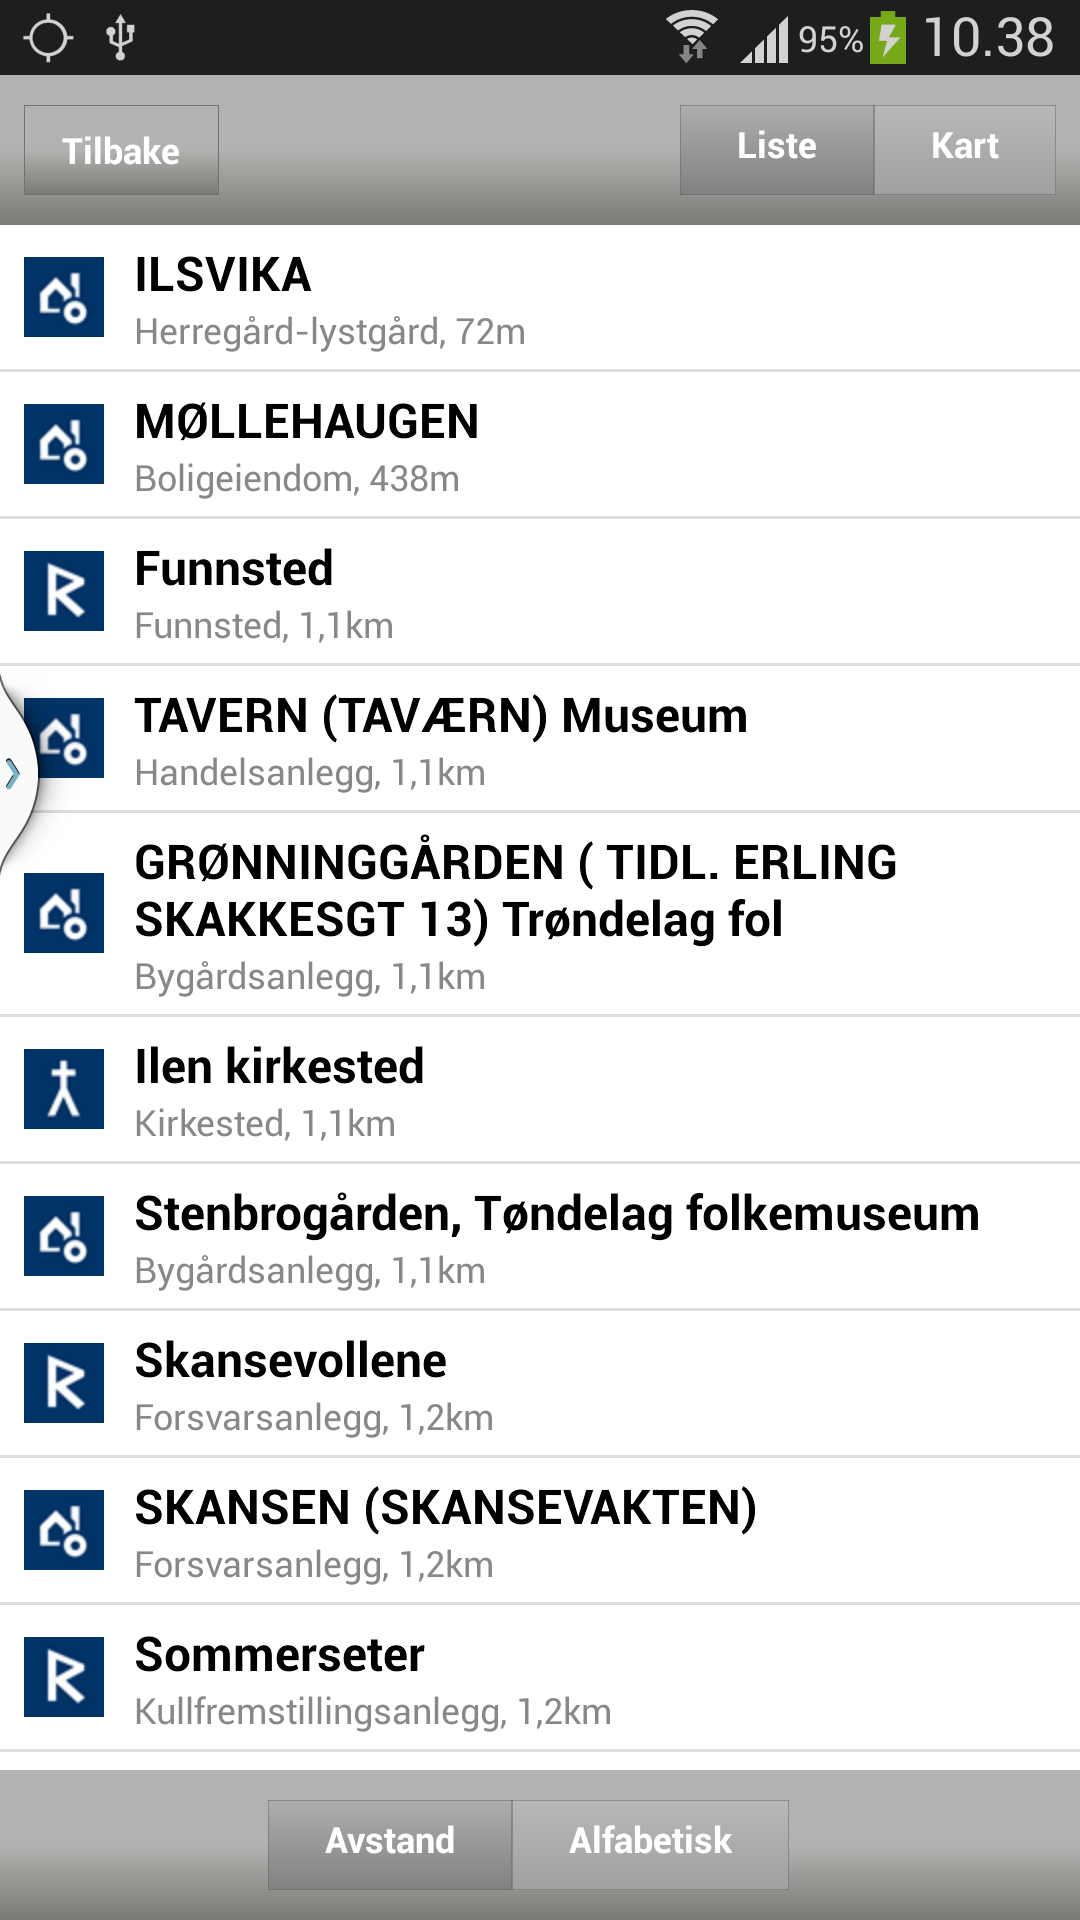 95% 10.38
Tilbake Liste Kart
ILSVIKA
Herregård-lystgård, 72m
MØLLEHAUGEN
Boligeiendom, 438m
Funnsted
Funnsted, 1,1km
TAVERN (TAVÆRN) Museum
Handelsanlegg, 1,1km
GRØNNINGGÅRDEN ( TIDL. ERLING
SKAKKESGT 13) Trøndelag fol
Bygårdsanlegg, 1,1km
Ilen kirkested
Kirkested, 1,1km
Stenbrogården, Tøndelag folkemuseum
Bygårdsanlegg, 1,1km
Skansevollene
Forsvarsanlegg, 1,2km
SKANSEN (SKANSEVAKTEN)
Forsvarsanlegg, 1,2km
Sommerseter
Kullfremstillingsanlegg, 1,2km
Avstand Alfabetisk